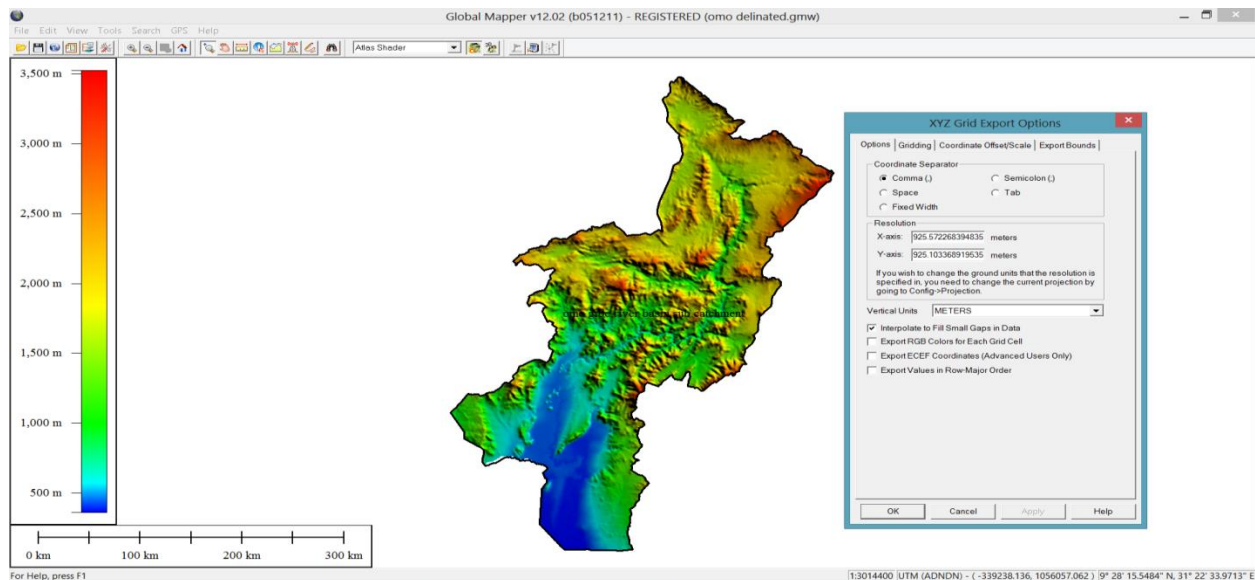 Global Mapper v12.02 (b051211) - REGISTERED (omo delinated.gmw)
File Edit View Tools Search GPS Help
Atlas Shader
3,500 m
3,000 m
2,500 m
2,000 m
1,500 m
1,000 m
500 m
0 km 100 km 200 km 300 km
sub catchment
XYZ Grid Export Options
Options Gridding Coordinate Offset/Scale Export Bounds
Coordinate Separator
Comma (,) Semicolon (;)
Space Tab
Fixed Width
Resolution
X-axis: 925.572268394835 meters
Y-axis: 925.103368919535 meters
If you wish to change the ground units that the resolution is
specified in, you need to change the current projection by
going to Config->Projection.
Vertical Units METERS
Interpolate to Fill Small Gaps in Data
Export RGB Colors for Each Grid Cell
Export ECEF Coordinates (Advanced Users Only)
Export Values in Row-Major Order
OK Cancel Apply Help
For Help, press F1
1:3014400 UTM (ADNDN) - ( -339238.136, 1056057.062 ) 9° 28' 15.5484" N, 31° 22' 33.9713" E